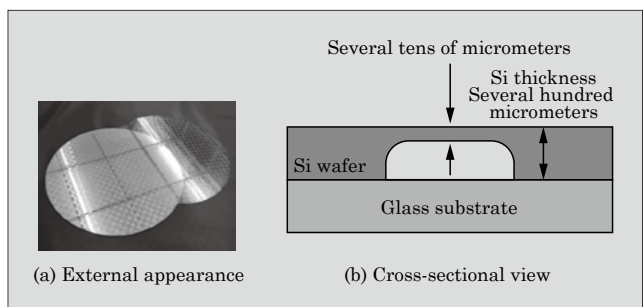 Several tens of micrometers
Si thickness
Several hundred
micrometers
Si wafer
Glass substrate
(a) External appearance
(b) Cross-sectional view